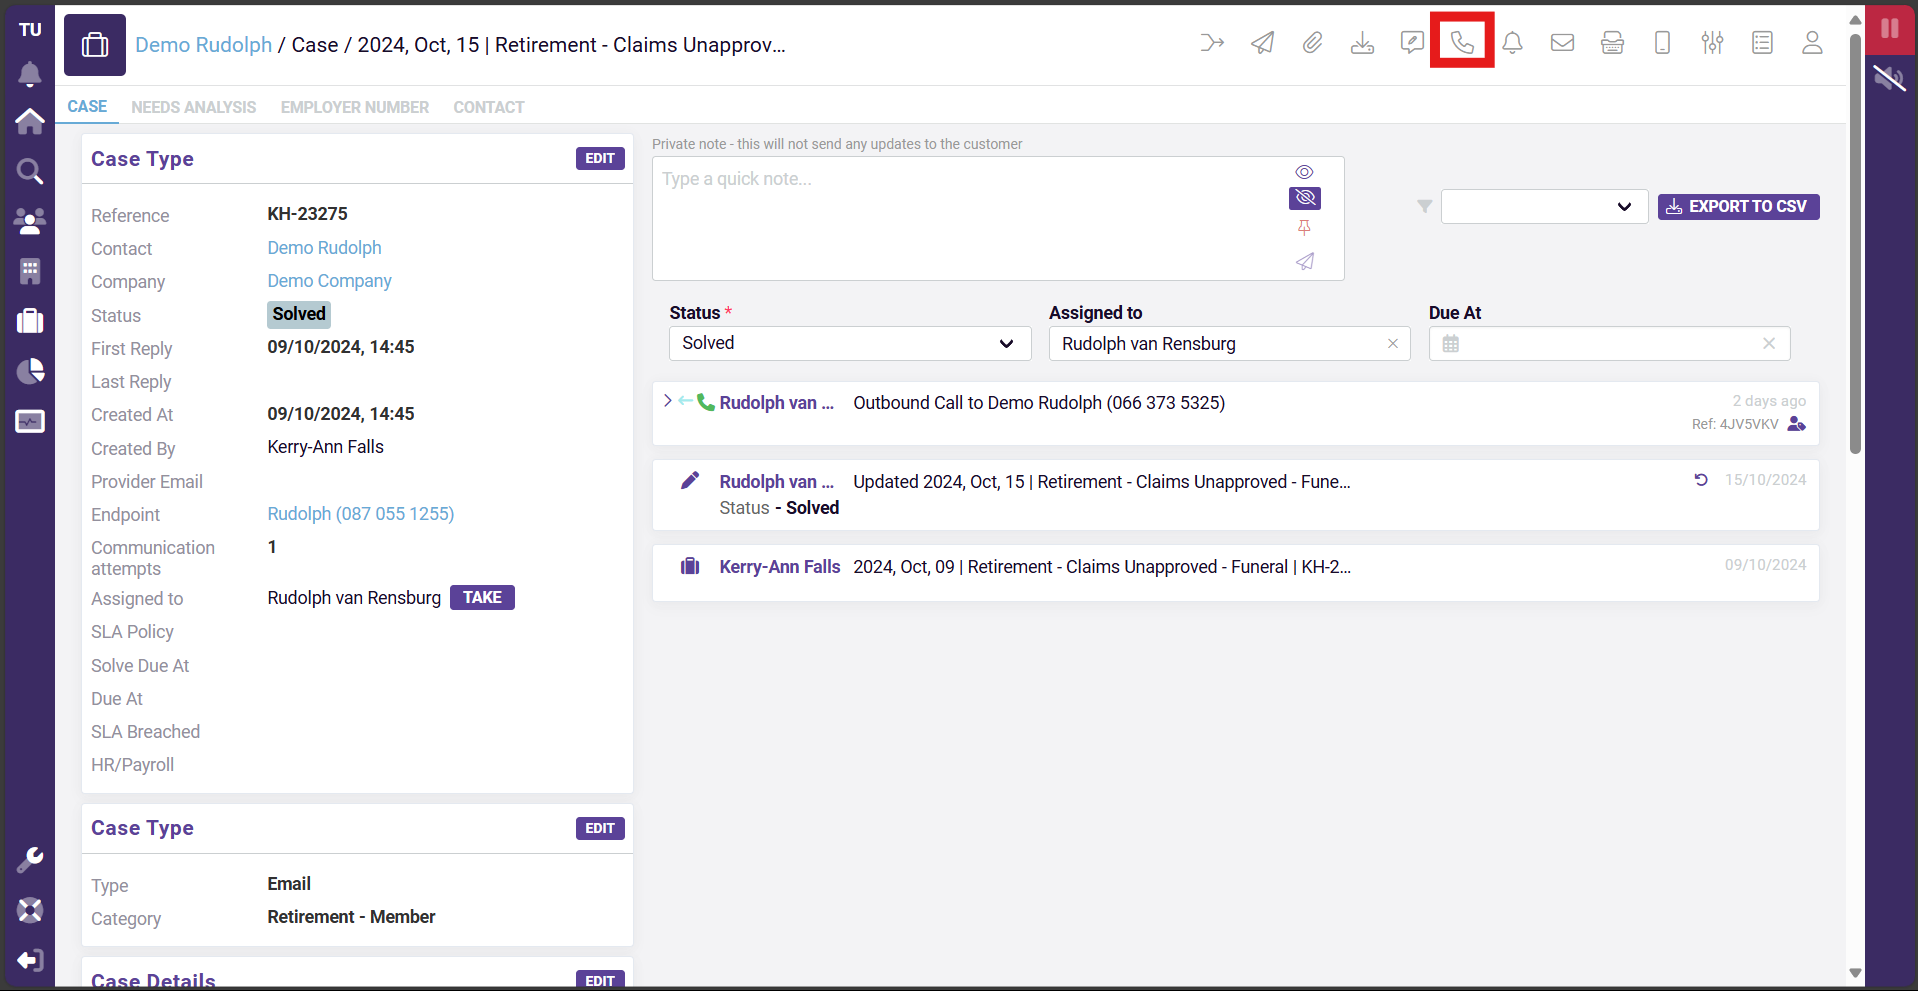 TU
Demo Rudolph / Case / 2024, Oct, 15 | Retirement - Claims Unapprov...
CASE NEEDS ANALYSIS EMPLOYER NUMBER CONTACT
Case Type EDIT
Reference KH-23275
Contact Demo Rudolph
Company Demo Company
Status Solved
First Reply 09/10/2024, 14:45
Last Reply
Created At 09/10/2024, 14:45
Created By Kerry-Ann Falls
Provider Email
Endpoint Rudolph (087 055 1255)
Communication 1
attempts
Assigned to Rudolph van Rensburg TAKE
SLA Policy
Solve Due At
Due At
SLA Breached
HR/Payroll
Case Type EDIT
Type Email
Category Retirement - Member
Case Details EDIT
Private note - this will not send any updates to the customer
Type a quick note...
EXPORT TO CSV
Status * Assigned to Due At
Solved Rudolph van Rensburg
Rudolph van ... Outbound Call to Demo Rudolph (066 373 5325) 2 days ago
Ref: 4JV5VKV
Rudolph van ... Updated 2024, Oct, 15 | Retirement - Claims Unapproved - Fune... 15/10/2024
Status - Solved
Kerry-Ann Falls 2024, Oct, 09 | Retirement - Claims Unapproved - Funeral | KH-2... 09/10/2024